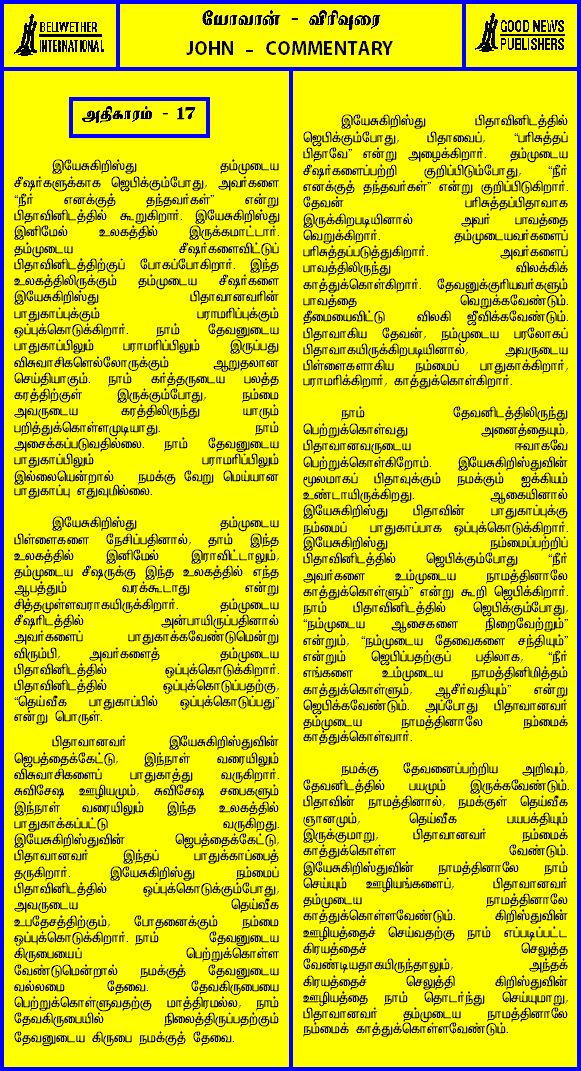 BELLWETHER
INTERNATIONAL
யோவான் - விரிவுரை
JOHN - COMMENTARY
GOOD NEWS
PUBLISHERS
அதிகாரம் - 17
இயேசுகிறிஸ்து தம்முடைய
சீஷர்களுக்காக ஜெபிக்கும்போது, அவர்களை
“நீர் எனக்குத் தந்தவர்கள்” என்று
பிதாவினிடத்தில் கூறுகிறார். இயேசுகிறிஸ்து
இனிமேல் உலகத்தில் இருக்கமாட்டார்.
தம்முடைய சீஷர்களைவிட்டுப்
பிதாவினிடத்திற்குப் போகப்போகிறார். இந்த
உலகத்திலிருக்கும் தம்முடைய சீஷர்களை
இயேசுகிறிஸ்து பிதாவானவரின்
பாதுகாப்புக்கும் பராமரிப்புக்கும்
ஒப்புக்கொடுக்கிறார். நாம் தேவனுடைய
பாதுகாப்பிலும் பராமரிப்பிலும் இருப்பது
விசுவாசிகளெல்லோருக்கும் ஆறுதலான
செய்தியாகும். நாம் கர்த்தருடைய பலத்த
கரத்திற்குள் இருக்கும்போது, நம்மை
அவருடைய கரத்திலிருந்து யாரும்
பறித்துக்கொள்ளமுடியாது. நாம்
அசைக்கப்படுவதில்லை. நாம் தேவனுடைய
பாதுகாப்பிலும் பராமரிப்பிலும்
இல்லையென்றால் நமக்கு வேறு மெய்யான
பாதுகாப்பு எதுவுமில்லை.
இயேசுகிறிஸ்து தம்முடைய
பிள்ளைகளை நேசிப்பதினால், தாம் இந்த
உலகத்தில் இனிமேல் இராவிட்டாலும்,
தம்முடைய சீஷருக்கு இந்த உலகத்தில் எந்த
ஆபத்தும் வரக்கூடாது என்று
சித்தமுள்ளவராகயிருக்கிறார். தம்முடைய
சீஷரிடத்தில் அன்பாயிருப்பதினால்
அவர்களைப் பாதுகாக்கவேண்டுமென்று
விரும்பி, அவர்களைத் தம்முடைய
பிதாவினிடத்தில் ஒப்புக்கொடுக்கிறார்.
பிதாவினிடத்தில் ஒப்புக்கொடுப்பதற்கு,
“தெய்வீக பாதுகாப்பில் ஒப்புக்கொடுப்பது”
என்று பொருள்.
பிதாவானவர் இயேசுகிறிஸ்துவின்
ஜெபத்தைக்கேட்டு, இந்நாள் வரையிலும்
விசுவாசிகளைப் பாதுகாத்து வருகிறார்.
சுவிசேஷ ஊழியமும், சுவிசேஷ சபைகளும்
இந்நாள் வரையிலும் இந்த உலகத்தில்
பாதுகாக்கப்பட்டு வருகிறது.
இயேசுகிறிஸ்துவின் ஜெபத்தைக்கேட்டு,
பிதாவானவர் இந்தப் பாதுக்காப்பைத்
தருகிறார். இயேசுகிறிஸ்து நம்மைப்
பிதாவினிடத்தில் ஒப்புக்கொடுக்கும்போது,
அவருடைய தெய்வீக
உபதேசத்திற்கும், போதனைக்கும் நம்மை
ஒப்புக்கொடுக்கிறார். நாம் தேவனுடைய
கிருபையைப் பெற்றுக்கொள்ள
வேண்டுமென்றால் நமக்குத் தேவனுடைய
வல்லமை தேவை. தேவகிருபையை
பெற்றுக்கொள்ளுவதற்கு மாத்திரமல்ல, நாம்
தேவகிருபையில் நிலைத்திருப்பதற்கும்
தேவனுடைய கிருபை நமக்குத் தேவை.
இயேசுகிறிஸ்து பிதாவினிடத்தில்
ஜெபிக்கும்போது, பிதாவைப், “பரிசுத்தப்
பிதாவே” என்று அழைக்கிறார். தம்முடைய
சீஷர்களைப்பற்றி குறிப்பிடும்போது, “நீர்
எனக்குத் தந்தவர்கள்” என்று குறிப்பிடுகிறார்.
தேவன் பரிசுத்தப்பிதாவாக
இருக்கிறபடியினால் அவர் பாவத்தை
வெறுக்கிறார். தம்முடையவர்களைப்
பரிசுத்தப்படுத்துகிறார். அவர்களைப்
பாவத்திலிருந்து விலக்கிக்
காத்துக்கொள்கிறார். தேவனுக்குரியவர்களும்
பாவத்தை வெறுக்கவேண்டும்.
தீமையைவிட்டு விலகி ஜீவிக்கவேண்டும்.
பிதாவாகிய தேவன், நம்முடைய பரலோகப்
பிதாவாகயிருக்கிறபடியினால், அவருடைய
பிள்ளைகளாகிய நம்மைப் பாதுகாக்கிறார்,
பராமரிக்கிறார், காத்துக்கொள்கிறார்.
நாம் தேவனிடத்திலிருந்து
பெற்றுக்கொள்வது அனைத்தையும்,
பிதாவானவருடைய ஈவாகவே
பெற்றுக்கொள்கிறோம். இயேசுகிறிஸ்துவின்
மூலமாகப் பிதாவுக்கும் நமக்கும் ஐக்கியம்
உண்டாயிருக்கிறது. ஆகையினால்
இயேசுகிறிஸ்து பிதாவின் பாதுகாப்புக்கு
நம்மைப் பாதுகாப்பாக ஒப்புக்கொடுக்கிறார்.
இயேசுகிறிஸ்து நம்மைப்பற்றிப்
பிதாவினிடத்தில் ஜெபிக்கும்போது “நீர்
அவர்களை உம்முடைய நாமத்தினாலே
காத்துக்கொள்ளும்” என்று கூறி ஜெபிக்கிறார்.
நாம் பிதாவினிடத்தில் ஜெபிக்கும்போது,
“நம்முடைய ஆசைகளை நிறைவேற்றும்”
என்றும், “நம்முடைய தேவைகளை சந்தியும்”
என்றும் ஜெபிப்பதற்குப் பதிலாக, “நீர்
எங்களை உம்முடைய நாமத்தினிமித்தம்
காத்துக்கொள்ளும், ஆசீர்வதியும்” என்று
ஜெபிக்கவேண்டும். அப்போது பிதாவானவர்
தம்முடைய நாமத்தினாலே நம்மைக்
காத்துக்கொள்வார்.
நமக்கு தேவனைப்பற்றிய அறிவும்,
தேவனிடத்தில் பயமும் இருக்கவேண்டும்.
பிதாவின் நாமத்தினால், நமக்குள் தெய்வீக
ஞானமும், தெய்வீக பயபக்தியும்
இருக்குமாறு, பிதாவானவர் நம்மைக்
காத்துக்கொள்ள வேண்டும்.
இயேசுகிறிஸ்துவின் நாமத்தினாலே நாம்
செய்யும் ஊழியங்களைப், பிதாவானவர்
தம்முடைய நாமத்தினாலே
காத்துக்கொள்ளவேண்டும். கிறிஸ்துவின்
ஊழியத்தைச் செய்வதற்கு நாம் எப்படிப்பட்ட
கிரயத்தைச் செலுத்த
வேண்டியதாகயிருந்தாலும், அந்தக்
கிரயத்தைச் செலுத்தி கிறிஸ்துவின்
ஊழியத்தை நாம் தொடர்ந்து செய்யுமாறு,
பிதாவானவர் தம்முடைய நாமத்தினாலே
நம்மைக் காத்துக்கொள்ளவேண்டும்.